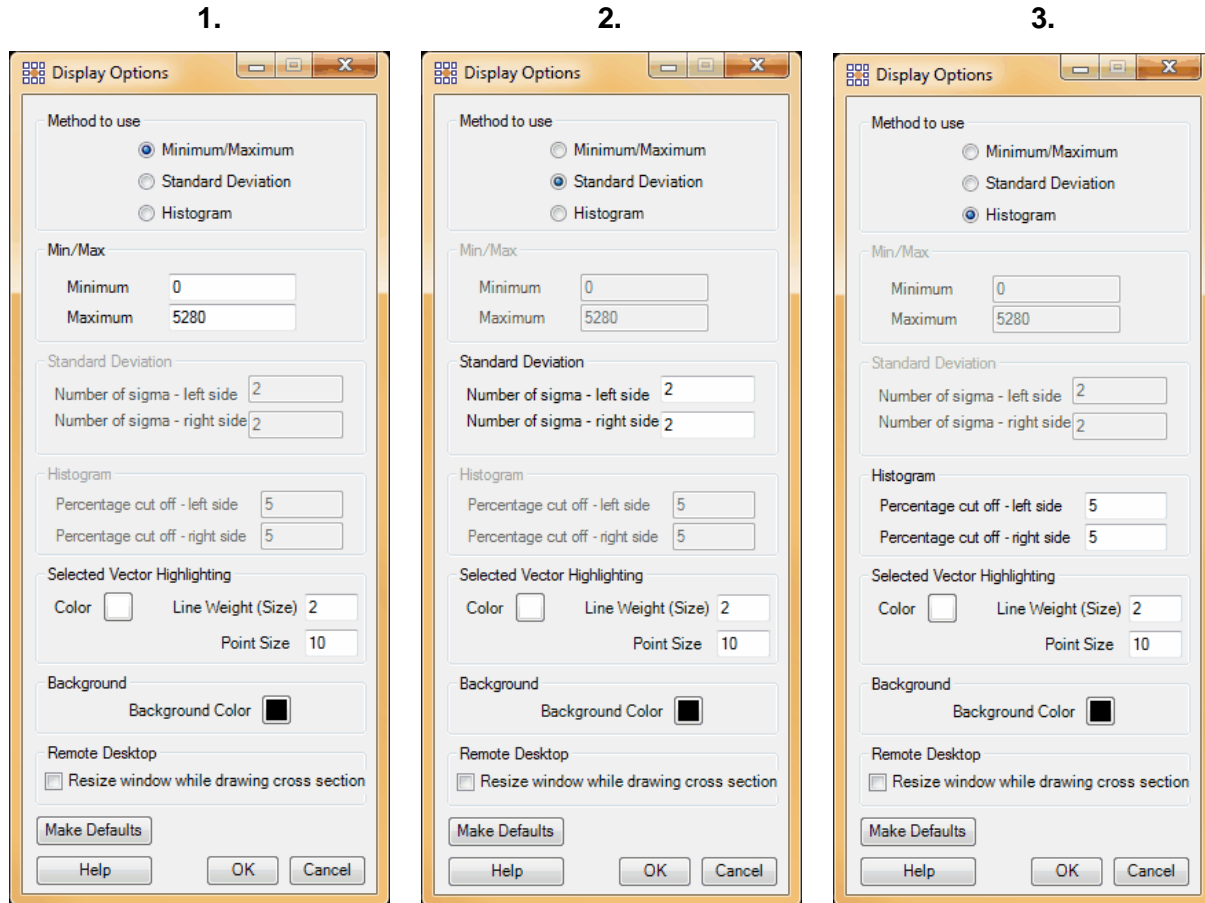 1.
2.
3.
Display Options
Method to use
Minimum/Maximum
Standard Deviation
Histogram
Min/Max
Minimum 0
Maximum 5280
Standard Deviation
Number of sigma - left side 2
Number of sigma - right side 2
Histogram
Percentage cut off - left side 5
Percentage cut off - right side 5
Selected Vector Highlighting
Color Line Weight (Size) 2
Point Size 10
Background
Background Color
Remote Desktop
Resize window while drawing cross section
Make Defaults
Help OK Cancel
Display Options
Method to use
Minimum/Maximum
Standard Deviation
Histogram
Min/Max
Minimum 0
Maximum 5280
Standard Deviation
Number of sigma - left side 2
Number of sigma - right side 2
Histogram
Percentage cut off - left side 5
Percentage cut off - right side 5
Selected Vector Highlighting
Color Line Weight (Size) 2
Point Size 10
Background
Background Color
Remote Desktop
Resize window while drawing cross section
Make Defaults
Help OK Cancel
Display Options
Method to use
Minimum/Maximum
Standard Deviation
Histogram
Min/Max
Minimum 0
Maximum 5280
Standard Deviation
Number of sigma - left side 2
Number of sigma - right side 2
Histogram
Percentage cut off - left side 5
Percentage cut off - right side 5
Selected Vector Highlighting
Color Line Weight (Size) 2
Point Size 10
Background
Background Color
Remote Desktop
Resize window while drawing cross section
Make Defaults
Help OK Cancel